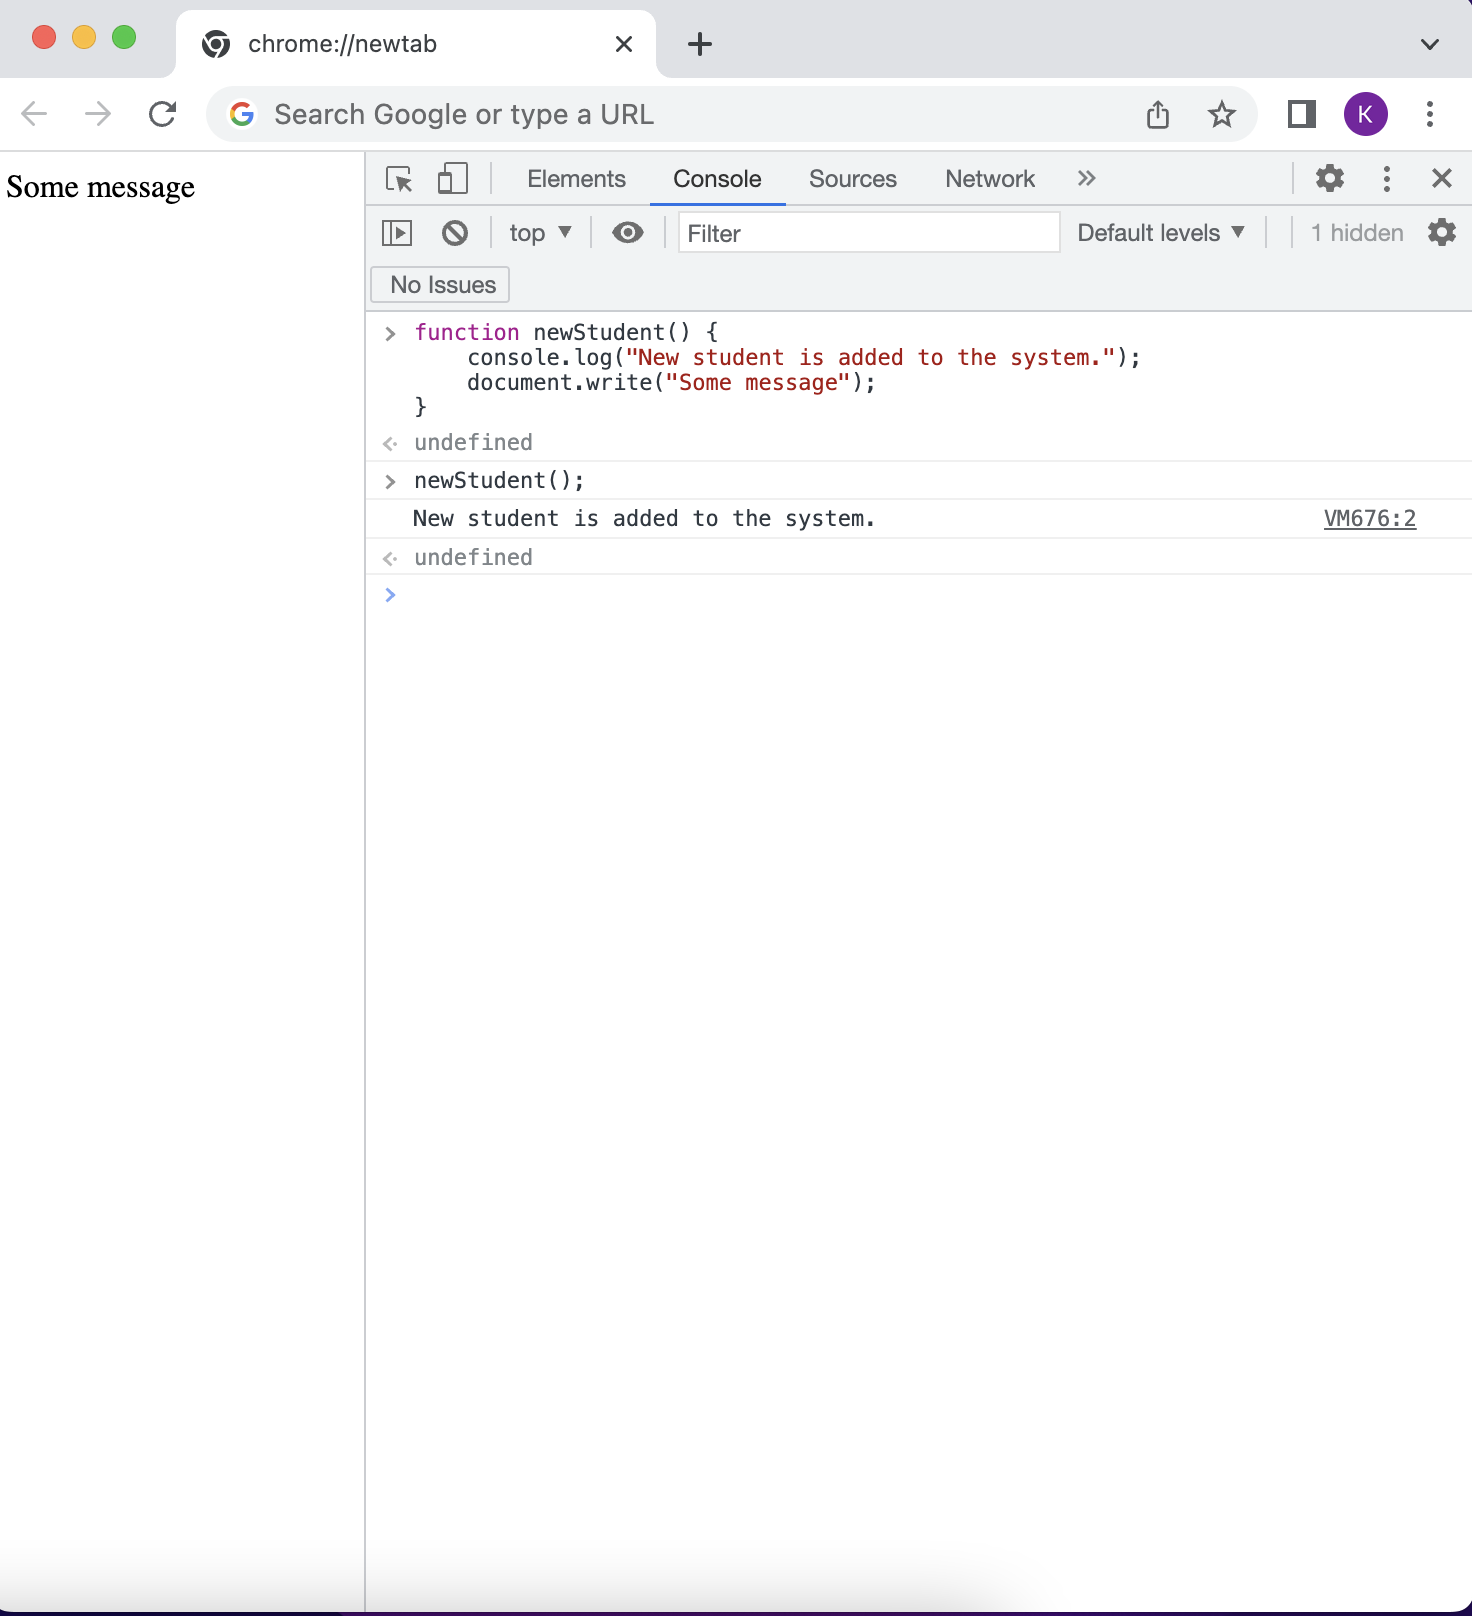 chrome://newtab
Search Google or type a URL
K
Some message
Elements Console Sources Network
top Filter Default levels 1 hidden
No Issues
function newStudent() {
    console.log("New student is added to the system.");
    document.write("Some message");
}
undefined
newStudent();
New student is added to the system. VM676:2
undefined